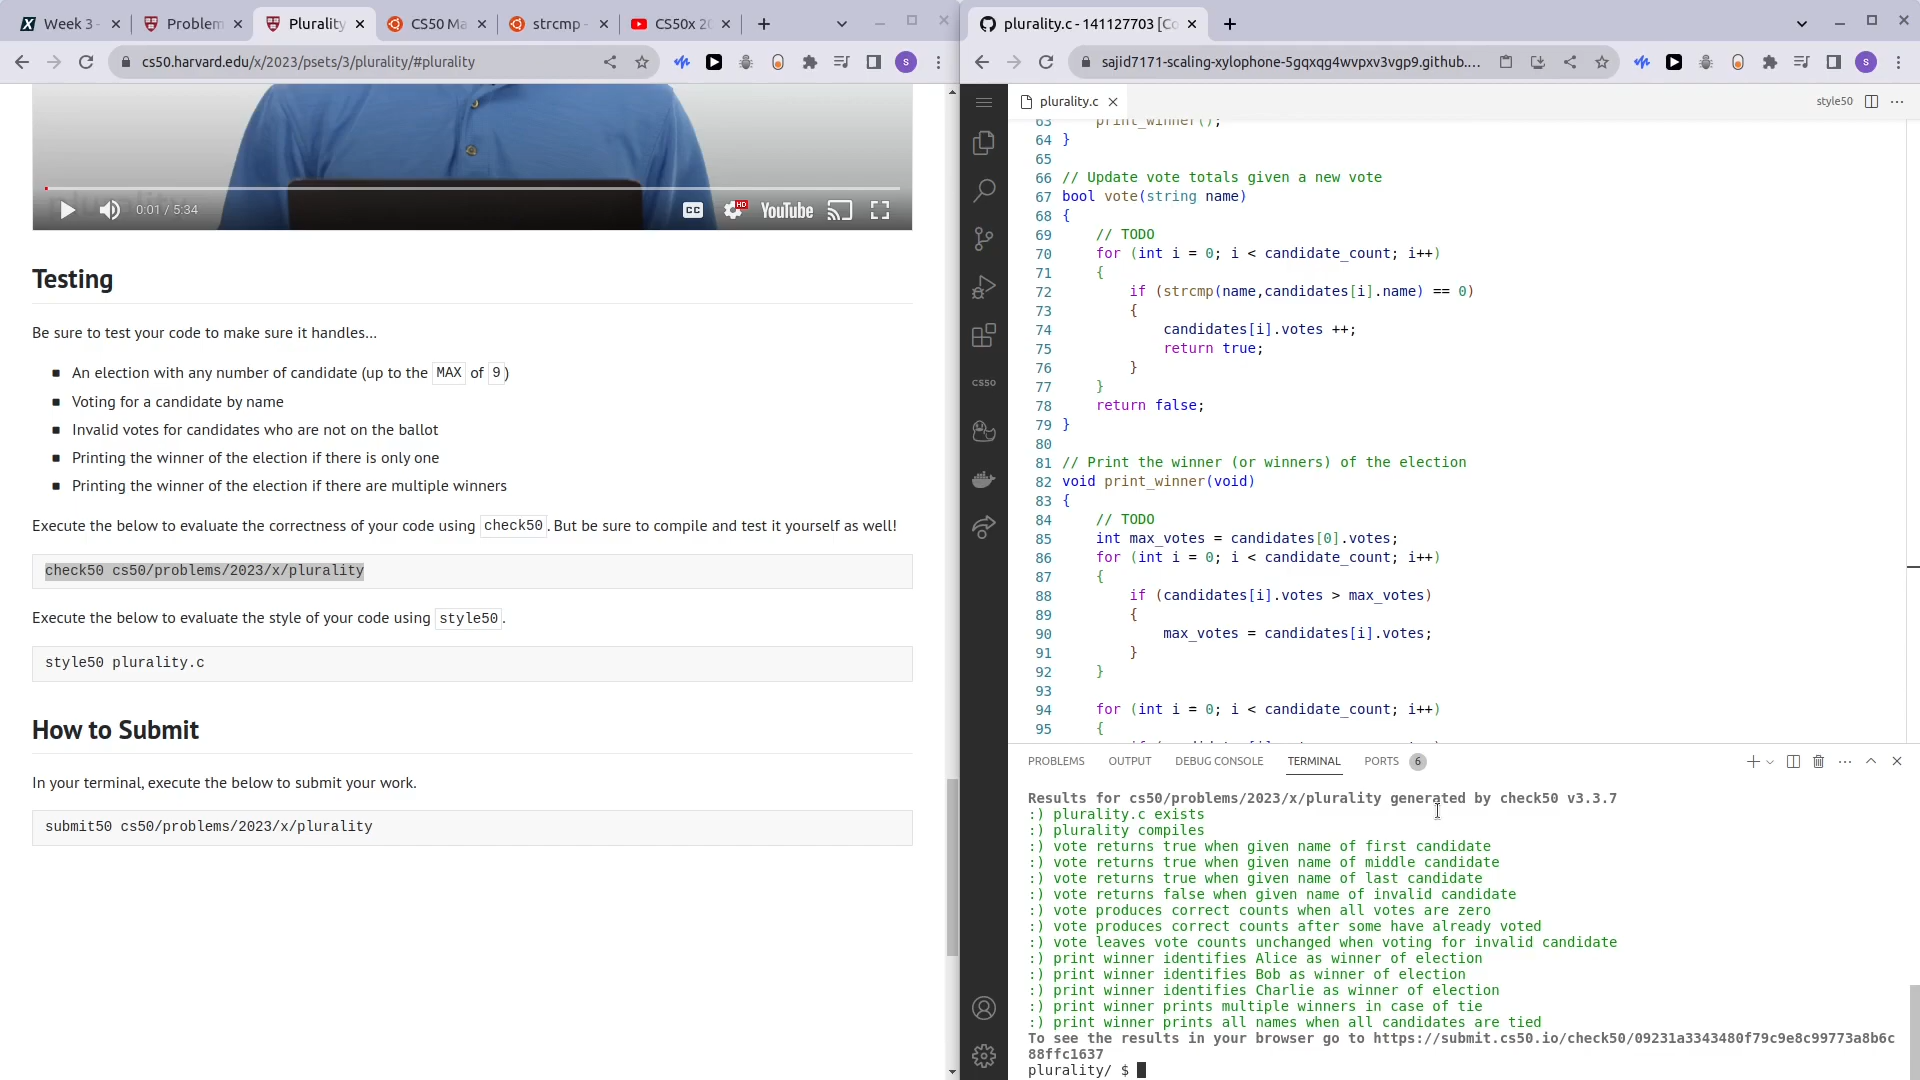 Week 3 -
Problem
Plurality
CS50 Ma
strcmp -
CS50x 20
cs50.harvard.edu/x/2023/psets/3/plurality/#plurality
S
0:01 / 5:34
CC
HD
YouTube
Testing
Be sure to test your code to make sure it handles...
An election with any number of candidate (up to the MAX of 9)
Voting for a candidate by name
Invalid votes for candidates who are not on the ballot
Printing the winner of the election if there is only one
Printing the winner of the election if there are multiple winners
Execute the below to evaluate the correctness of your code using check50. But be sure to compile and test it yourself as well!
check50 cs50/problems/2023/x/plurality
Execute the below to evaluate the style of your code using style50.
style50 plurality.c
How to Submit
In your terminal, execute the below to submit your work.
submit50 cs50/problems/2023/x/plurality
plurality.c - 141127703 [Co
sajid7171-scaling-xylophone-5gqxqg4wvpxv3vgp9.github....
S
plurality.c
style50
CS50
63 print_winner();
64 }
65
66 // Update vote totals given a new vote
67 bool vote(string name)
68 {
69 // TODO
70 for (int i = 0; i < candidate_count; i++)
71 {
72 if (strcmp(name,candidates[i].name) == 0)
73 {
74 candidates[i].votes ++;
75 return true;
76 }
77 }
78 return false;
79 }
80
81 // Print the winner (or winners) of the election
82 void print_winner(void)
83 {
84 // TODO
85 int max_votes = candidates[0].votes;
86 for (int i = 0; i < candidate_count; i++)
87 {
88 if (candidates[i].votes > max_votes)
89 {
90 max_votes = candidates[i].votes;
91 }
92 }
93
94 for (int i = 0; i < candidate_count; i++)
95 {
PROBLEMS OUTPUT DEBUG CONSOLE TERMINAL PORTS 6
Results for cs50/problems/2023/x/plurality generated by check50 v3.3.7
:) plurality.c exists
:) plurality compiles
:) vote returns true when given name of first candidate
:) vote returns true when given name of middle candidate
:) vote returns true when given name of last candidate
:) vote returns false when given name of invalid candidate
:) vote produces correct counts when all votes are zero
:) vote produces correct counts after some have already voted
:) vote leaves vote counts unchanged when voting for invalid candidate
:) print winner identifies Alice as winner of election
:) print winner identifies Bob as winner of election
:) print winner identifies Charlie as winner of election
:) print winner prints multiple winners in case of tie
:) print winner prints all names when all candidates are tied
To see the results in your browser go to https://submit.cs50.io/check50/09231a3343480f79c9e8c99773a8b6c
88ffc1637
plurality/ $